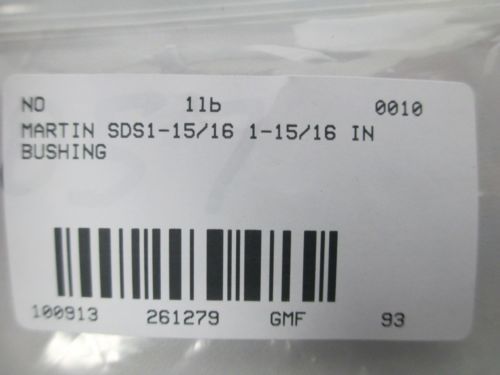 NO 1lb 0010
MARTIN SDS1-15/16 1-15/16 IN
BUSHING
100913 261279 GMF 93